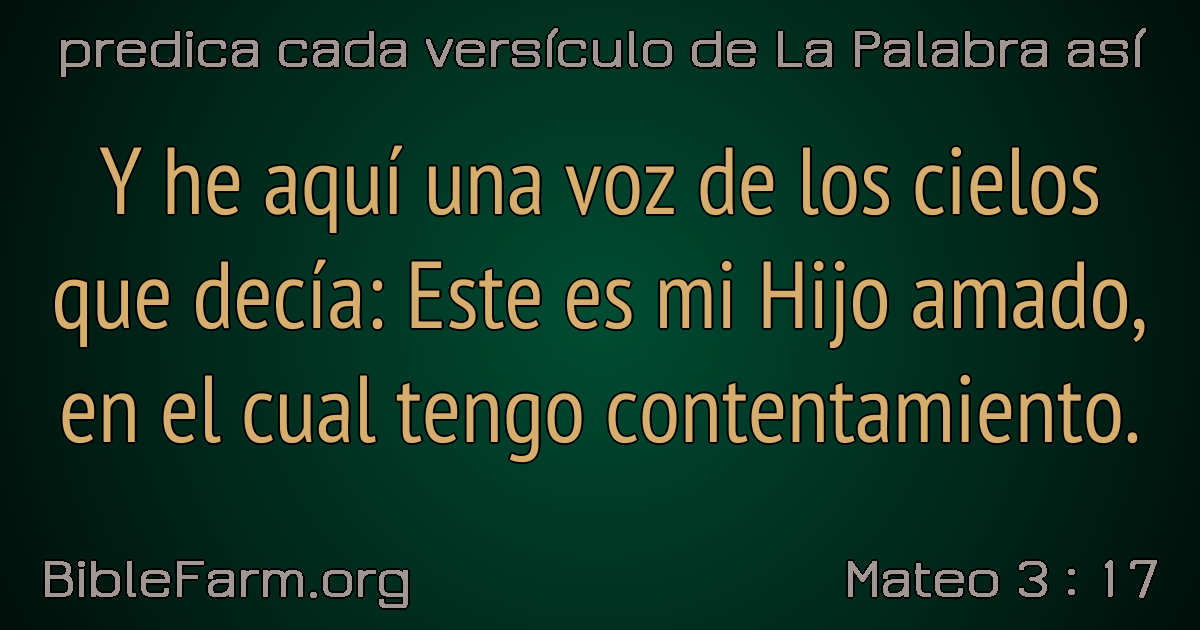 predica cada versículo de La Palabra así
Y he aquí una voz de los cielos
que decía: Este es mi Hijo amado,
en el cual tengo contentamiento.
BibleFarm.org
Mateo 3 : 17